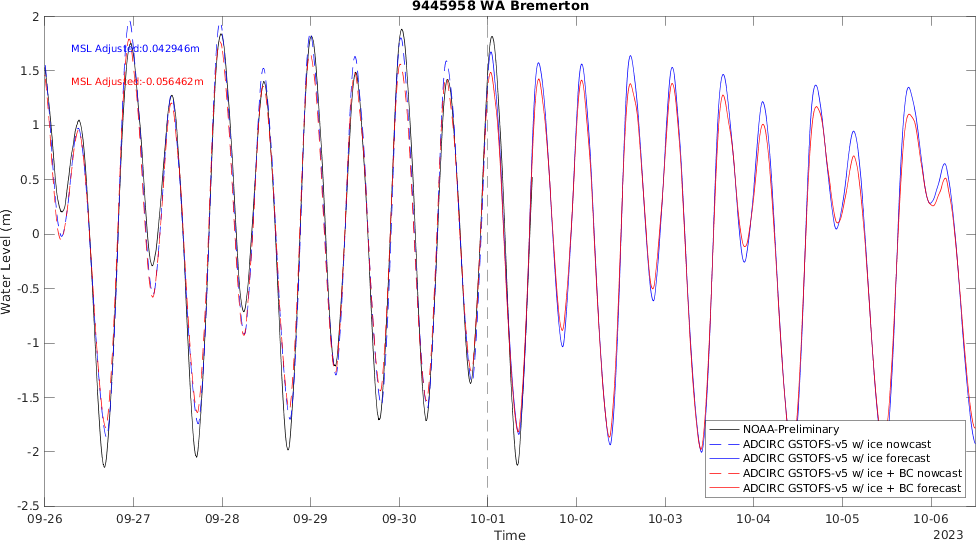 9445958 WA Bremerton
2
MSL Adjusted:0.042946m
1.5
MSL Adjusted:-0.056462m
1
0.5
0
-0.5
-1
-1.5
-2
-2.5
Water Level (m)
NOAA-Preliminary
ADCIRC GSTOFS-v5 w/ ice nowcast
ADCIRC GSTOFS-v5 w/ ice forecast
ADCIRC GSTOFS-v5 w/ ice + BC nowcast
ADCIRC GSTOFS-v5 w/ ice + BC forecast
09-26 09-27 09-28 09-29 09-30 10-01 10-02 10-03 10-04 10-05 10-06
Time
2023